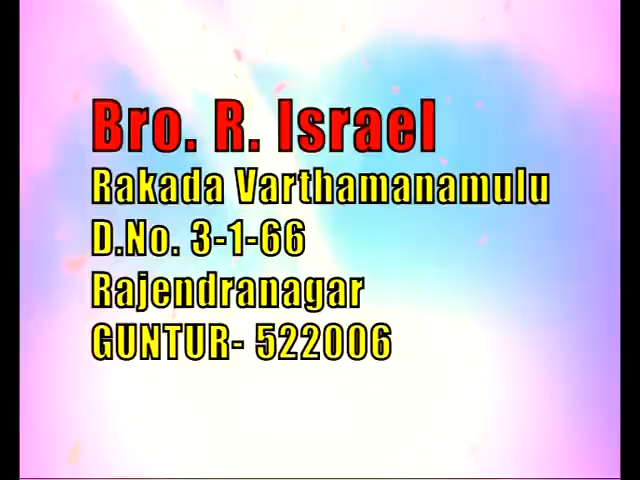 Bro. R. Israel
Rakada Varthamanamulu
D.No. 3-1-66
Rajendranagar
GUNTUR- 522006